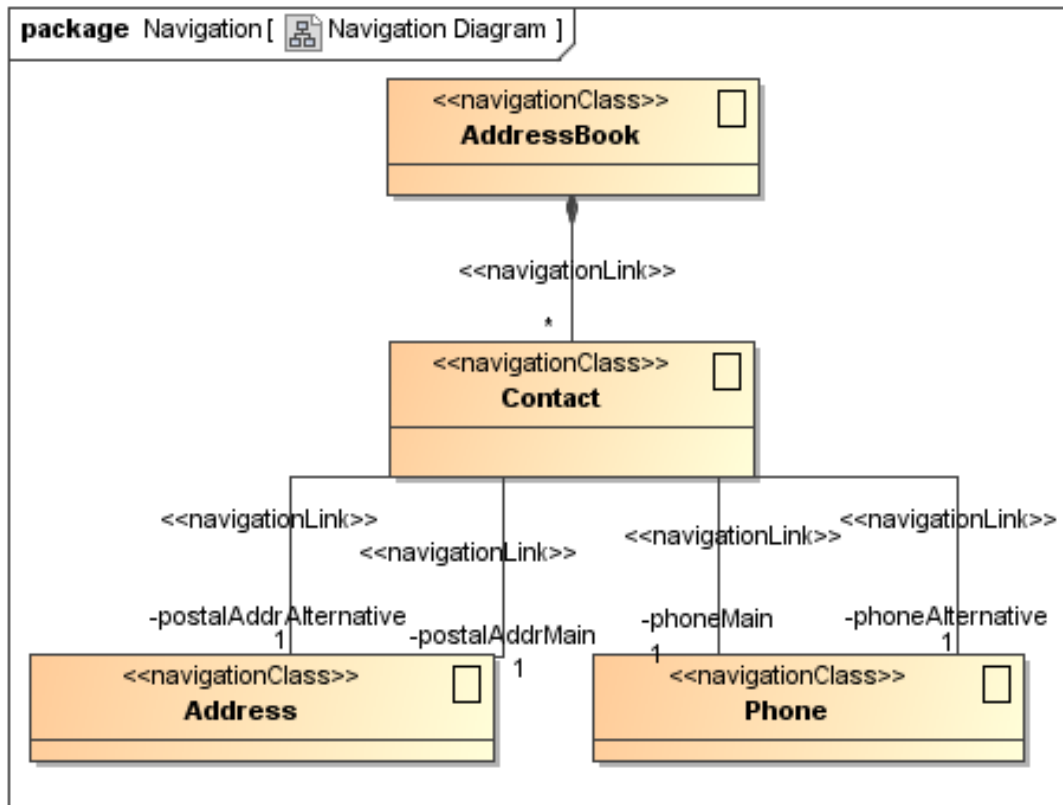 package Navigation [ Navigation Diagram ]
<<navigationClass>>
AddressBook
<<navigationLink>>
*
<<navigationClass>>
Contact
<<navigationLink>>
<<navigationLink>>
<<navigationLink>>
<<navigationLink>>
-postalAddrAlternative
1
-postalAddrMain
1
-phoneMain
1
-phoneAlternative
1
<<navigationClass>>
Address
<<navigationClass>>
Phone